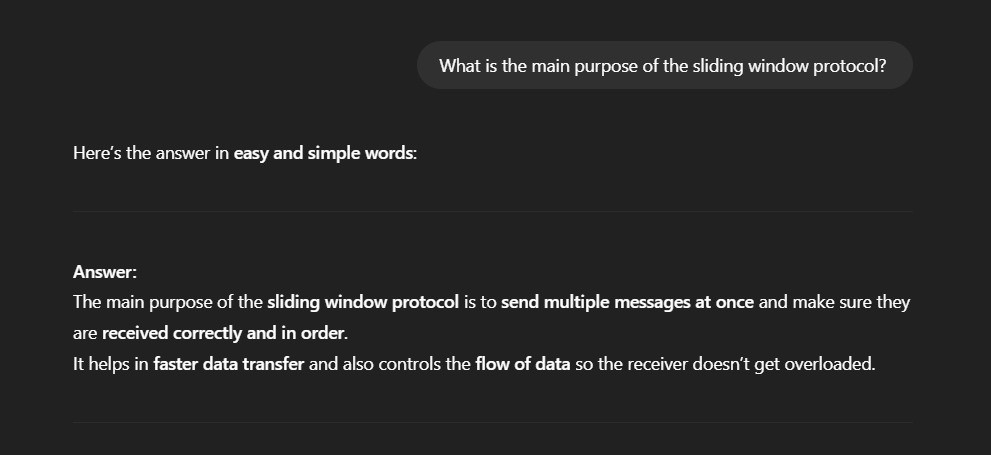 What is the main purpose of the sliding window protocol?
Here’s the answer in easy and simple words:
Answer:
The main purpose of the sliding window protocol is to send multiple messages at once and make sure they
are received correctly and in order.
It helps in faster data transfer and also controls the flow of data so the receiver doesn’t get overloaded.